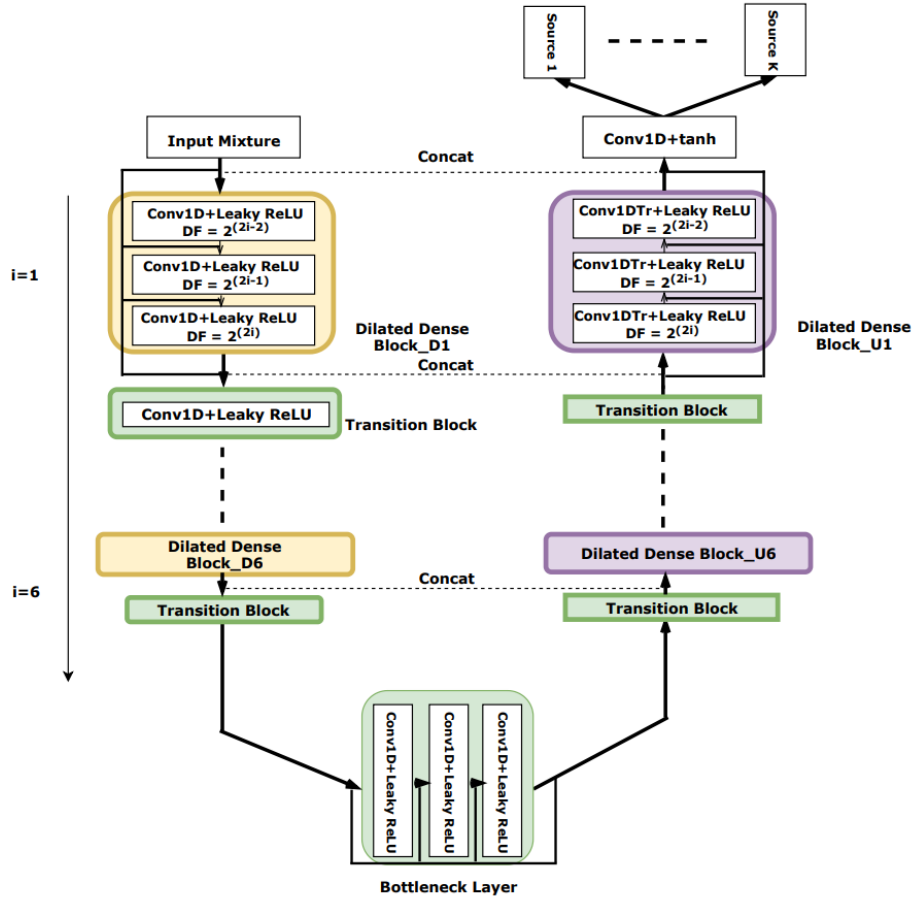 Source 1
Source K
Input Mixture
Conv1D+tanh
Concat
i=1
Conv1D+Leaky ReLU
DF = 2^(2i-2)
Conv1D+Leaky ReLU
DF = 2^(2i-1)
Conv1D+Leaky ReLU
DF = 2^(2i)
Dilated Dense
Block_D1
Conv1DTr+Leaky ReLU
DF = 2^(2i-2)
Conv1DTr+Leaky ReLU
DF = 2^(2i-1)
Conv1DTr+Leaky ReLU
DF = 2^(2i)
Dilated Dense
Block_U1
Concat
Conv1D+Leaky ReLU
Transition Block
Transition Block
Dilated Dense
Block_D6
Dilated Dense Block_U6
i=6
Concat
Transition Block
Transition Block
Conv1D+Leaky ReLU
Conv1D+Leaky ReLU
Conv1D+Leaky ReLU
Bottleneck Layer